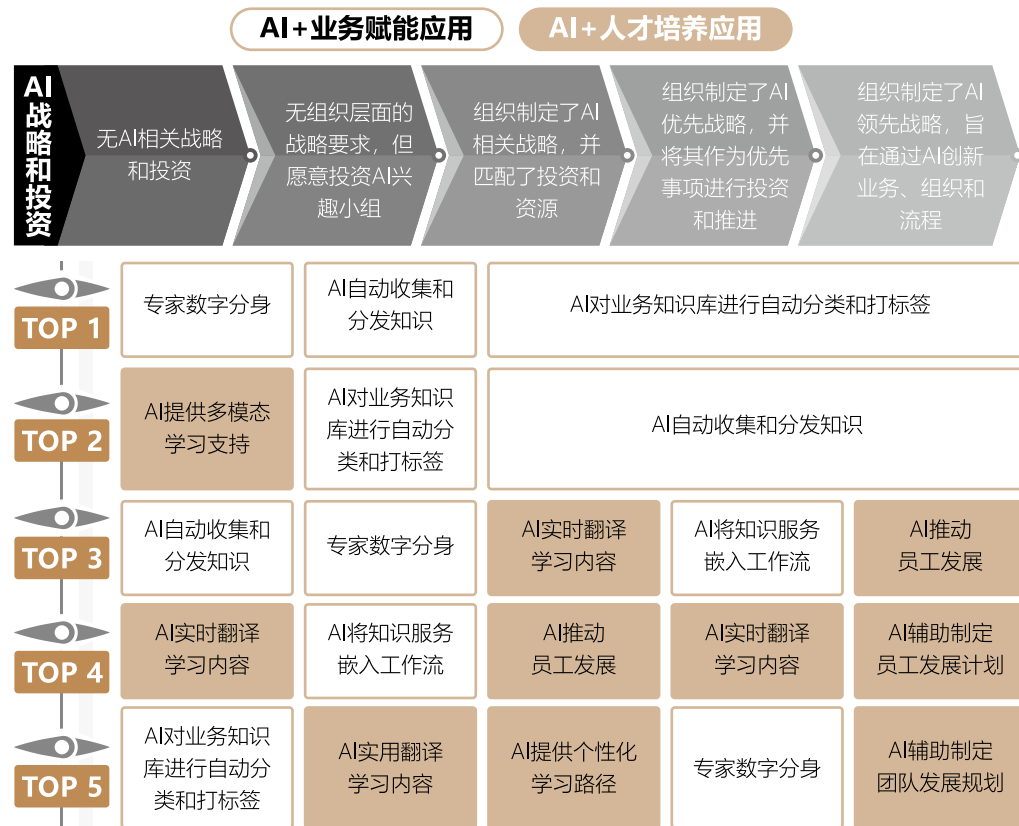 AI+业务赋能应用
AI+人才培养应用
AI战略和投资
无AI相关战略
和投资
无组织层面的
战略要求，但
愿意投资AI兴
趣小组
组织制定了AI
相关战略，并
匹配了投资和
资源
组织制定了AI
优先战略，并
将其作为优先
事项进行投资
和推进
组织制定了AI
领先战略，旨
在通过AI创新
业务、组织和
流程
TOP 1
专家数字分身
AI自动收集和
分发知识
AI对业务知识库进行自动分类和打标签
TOP 2
AI提供多模态
学习支持
AI对业务知识
库进行自动分
类和打标签
AI自动收集和分发知识
TOP 3
AI自动收集和
分发知识
专家数字分身
AI实时翻译
学习内容
AI将知识服务
嵌入工作流
AI推动
员工发展
TOP 4
AI实时翻译
学习内容
AI将知识服务
嵌入工作流
AI推动
员工发展
AI实时翻译
学习内容
AI辅助制定
员工发展计划
TOP 5
AI对业务知识
库进行自动分
类和打标签
AI实用翻译
学习内容
AI提供个性化
学习路径
专家数字分身
AI辅助制定
团队发展规划